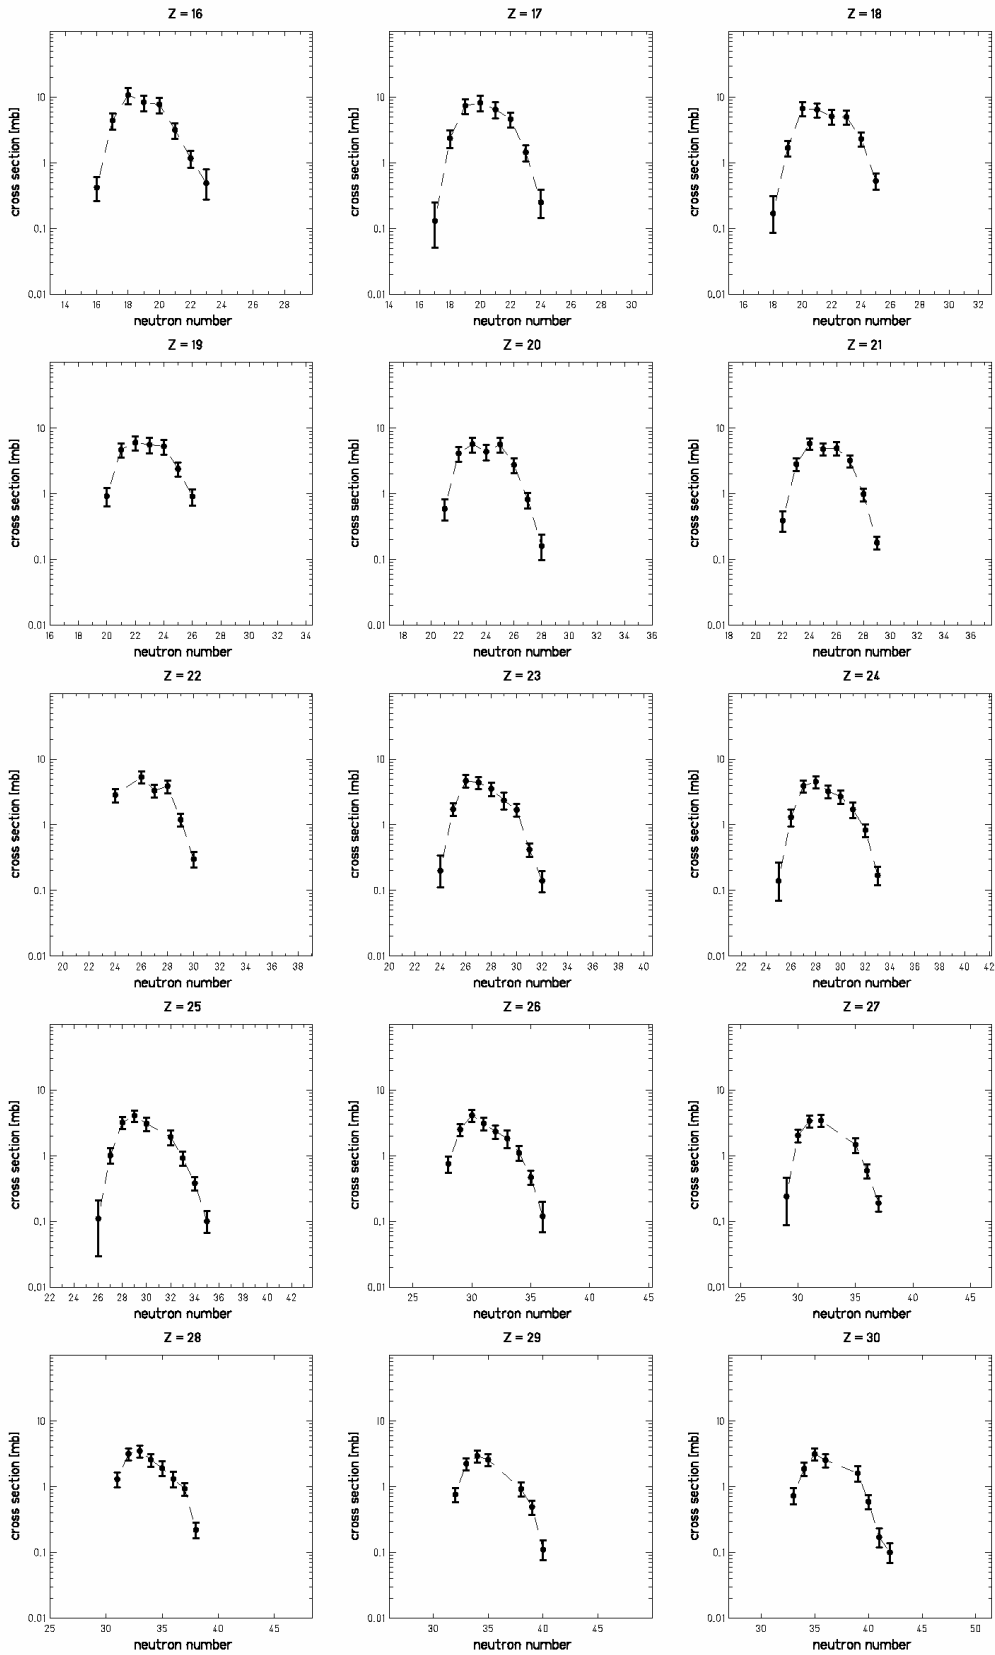 Z = 16 Z = 17 Z = 18
cross section [mb] cross section [mb] cross section [mb]
10 10 10
1 1 1
0.1 0.1 0.1
0.01 0.01 0.01
14 16 18 20 22 24 26 28 14 16 18 20 22 24 26 28 30 16 18 20 22 24 26 28 30 32
neutron number neutron number neutron number
Z = 19 Z = 20 Z = 21
cross section [mb] cross section [mb] cross section [mb]
10 10 10
1 1 1
0.1 0.1 0.1
0.01 0.01 0.01
16 18 20 22 24 26 28 30 32 34 18 20 22 24 26 28 30 32 34 36 18 20 22 24 26 28 30 32 34 36
neutron number neutron number neutron number
Z = 22 Z = 23 Z = 24
cross section [mb] cross section [mb] cross section [mb]
10 10 10
1 1 1
0.1 0.1 0.1
0.01 0.01 0.01
20 22 24 26 28 30 32 34 36 38 20 22 24 26 28 30 32 34 36 38 40 22 24 26 28 30 32 34 36 38 40 42
neutron number neutron number neutron number
Z = 25 Z = 26 Z = 27
cross section [mb] cross section [mb] cross section [mb]
10 10 10
1 1 1
0.1 0.1 0.1
0.01 0.01 0.01
22 24 26 28 30 32 34 36 38 40 42 25 30 35 40 45 25 30 35 40 45
neutron number neutron number neutron number
Z = 28 Z = 29 Z = 30
cross section [mb] cross section [mb] cross section [mb]
10 10 10
1 1 1
0.1 0.1 0.1
0.01 0.01 0.01
25 30 35 40 45 30 35 40 45 30 35 40 45 50
neutron number neutron number neutron number